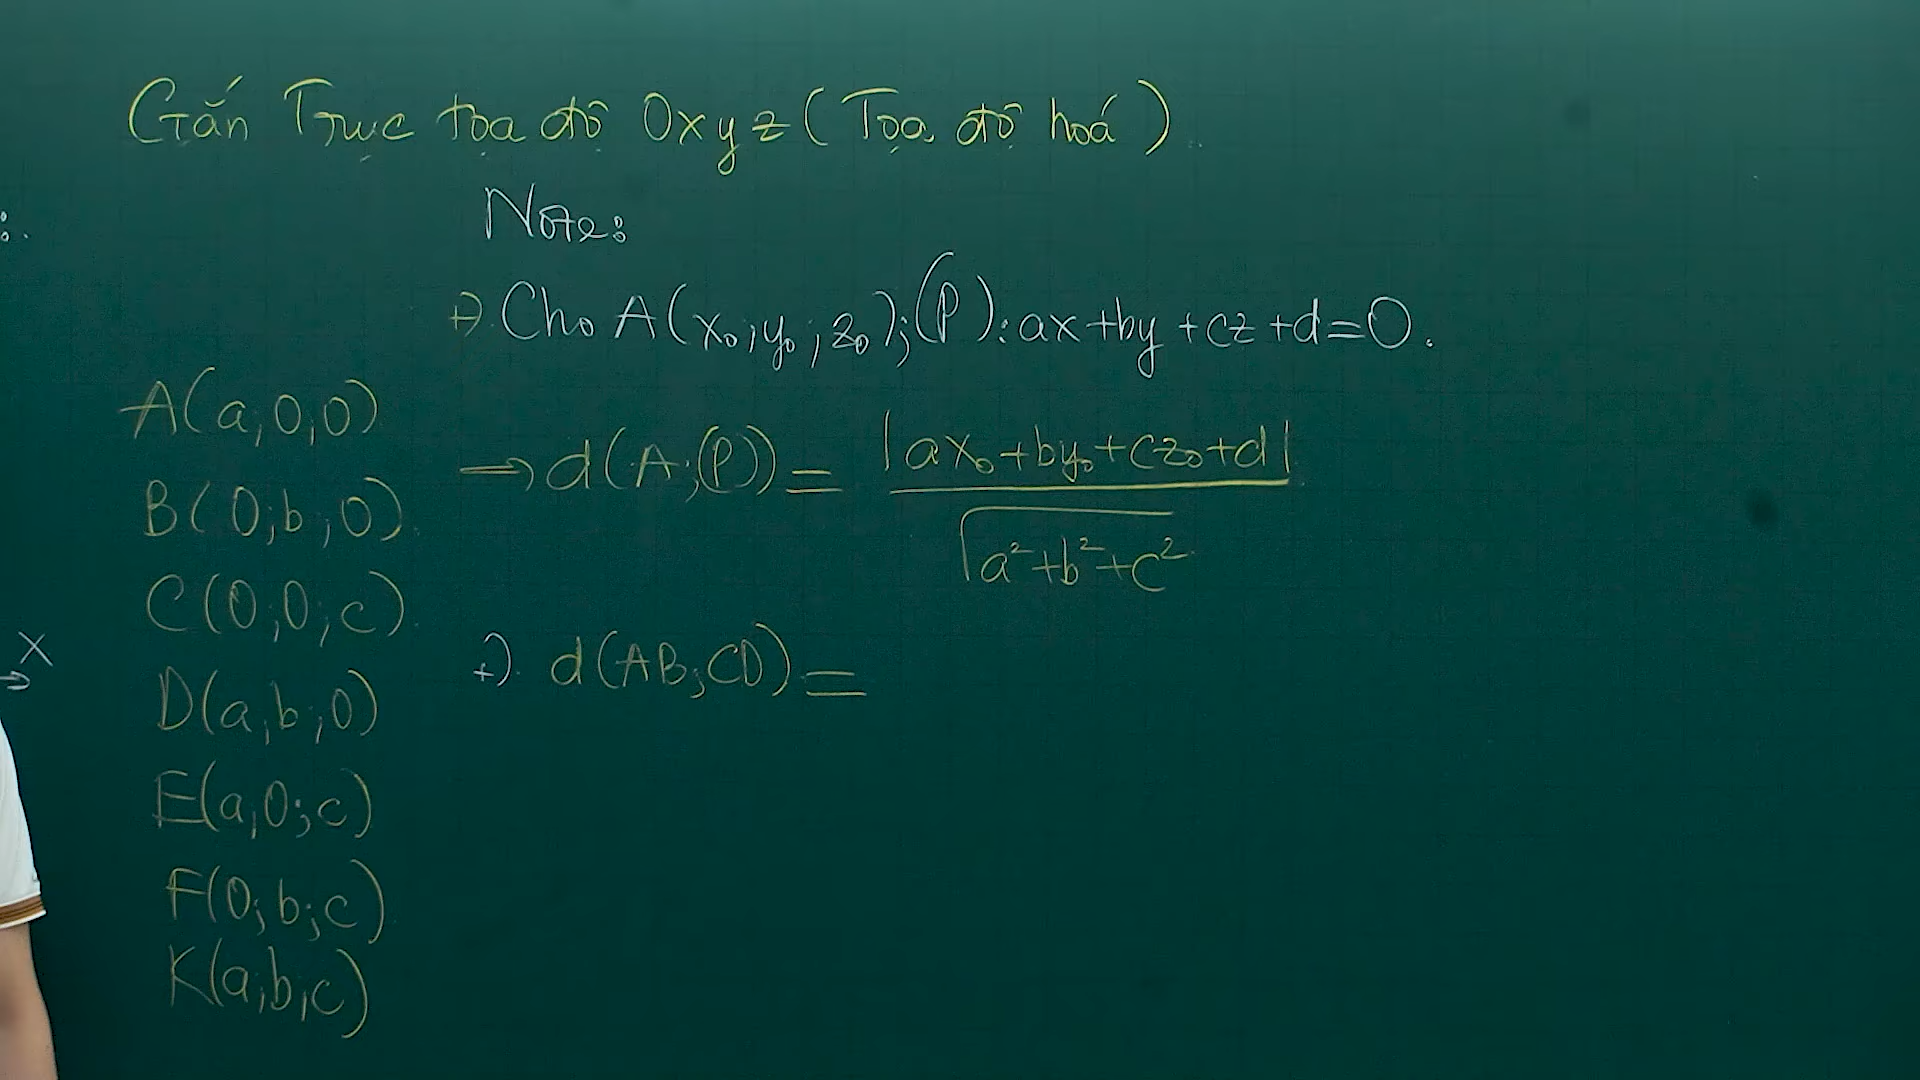 Gắn Trục tọa độ Oxyz (Tọa độ hoá)
Note:
+) Cho A(x₀; y₀; z₀); (P): ax+by+cz+d=0.
→ d(A;(P)) = |ax₀+by₀+cz₀+d| / √a²+b²+c²
+) d(AB;CD) =
A(a;0;0)
B(0;b;0)
C(0;0;c)
D(a;b;0)
E(a;0;c)
F(0;b;c)
K(a;b;c)
x